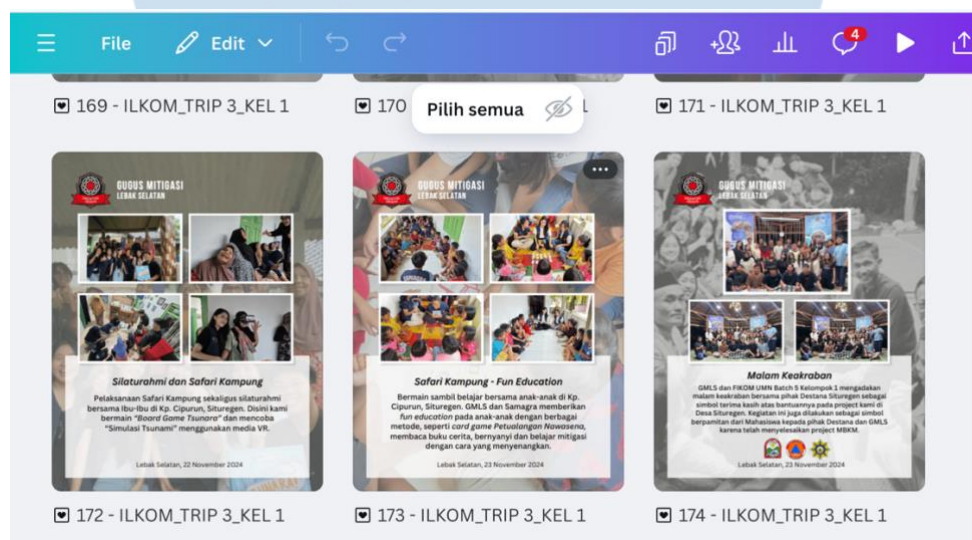 File
Edit
4
169 - ILKOM_TRIP 3_KEL 1
170
Pilih semua
171 - ILKOM_TRIP 3_KEL 1
GUGUS MITIGASI
LEBAK SELATAN
Silaturahmi dan Safari Kampung
Pelaksanaan Safari Kampung sekaligus silaturahmi
bersama Ibu-Ibu di Kp. Cipurun, Situregen. Disini kami
bermain "Board Game Tsunara" dan mencoba
"Simulasi Tsunami" menggunakan media VR.
Lebak Selatan, 22 November 2024
172 - ILKOM_TRIP 3_KEL 1
GUGUS MITIGASI
LEBAK SELATAN
Safari Kampung - Fun Education
Bermain sambil belajar bersama anak-anak di Kp.
Cipurun, Situregen. GMLS dan Samagra memberikan
fun education pada anak-anak dengan berbagai
metode, seperti card game Petualangan Nawasena,
membaca buku cerita, bernyanyi dan belajar mitigasi
dengan cara yang menyenangkan.
Lebak Selatan, 23 November 2024
173 - ILKOM_TRIP 3_KEL 1
GUGUS MITIGASI
LEBAK SELATAN
Malam Keakraban
GMLS dan FIKOM UMN Batch 5 Kelompok 1 mengadakan
malam keakraban bersama pihak Destana Situregen sebagai
simbol terima kasih atas bantuannya pada project kami di
Desa Situregen. Kegiatan ini juga dilakukan sebagai simbol
berpamitan dari Mahasiswa kepada pihak Destana dan GMLS
karena telah menyelesaikan project MBKM.
Lebak Selatan, 23 November 2024
174 - ILKOM_TRIP 3_KEL 1